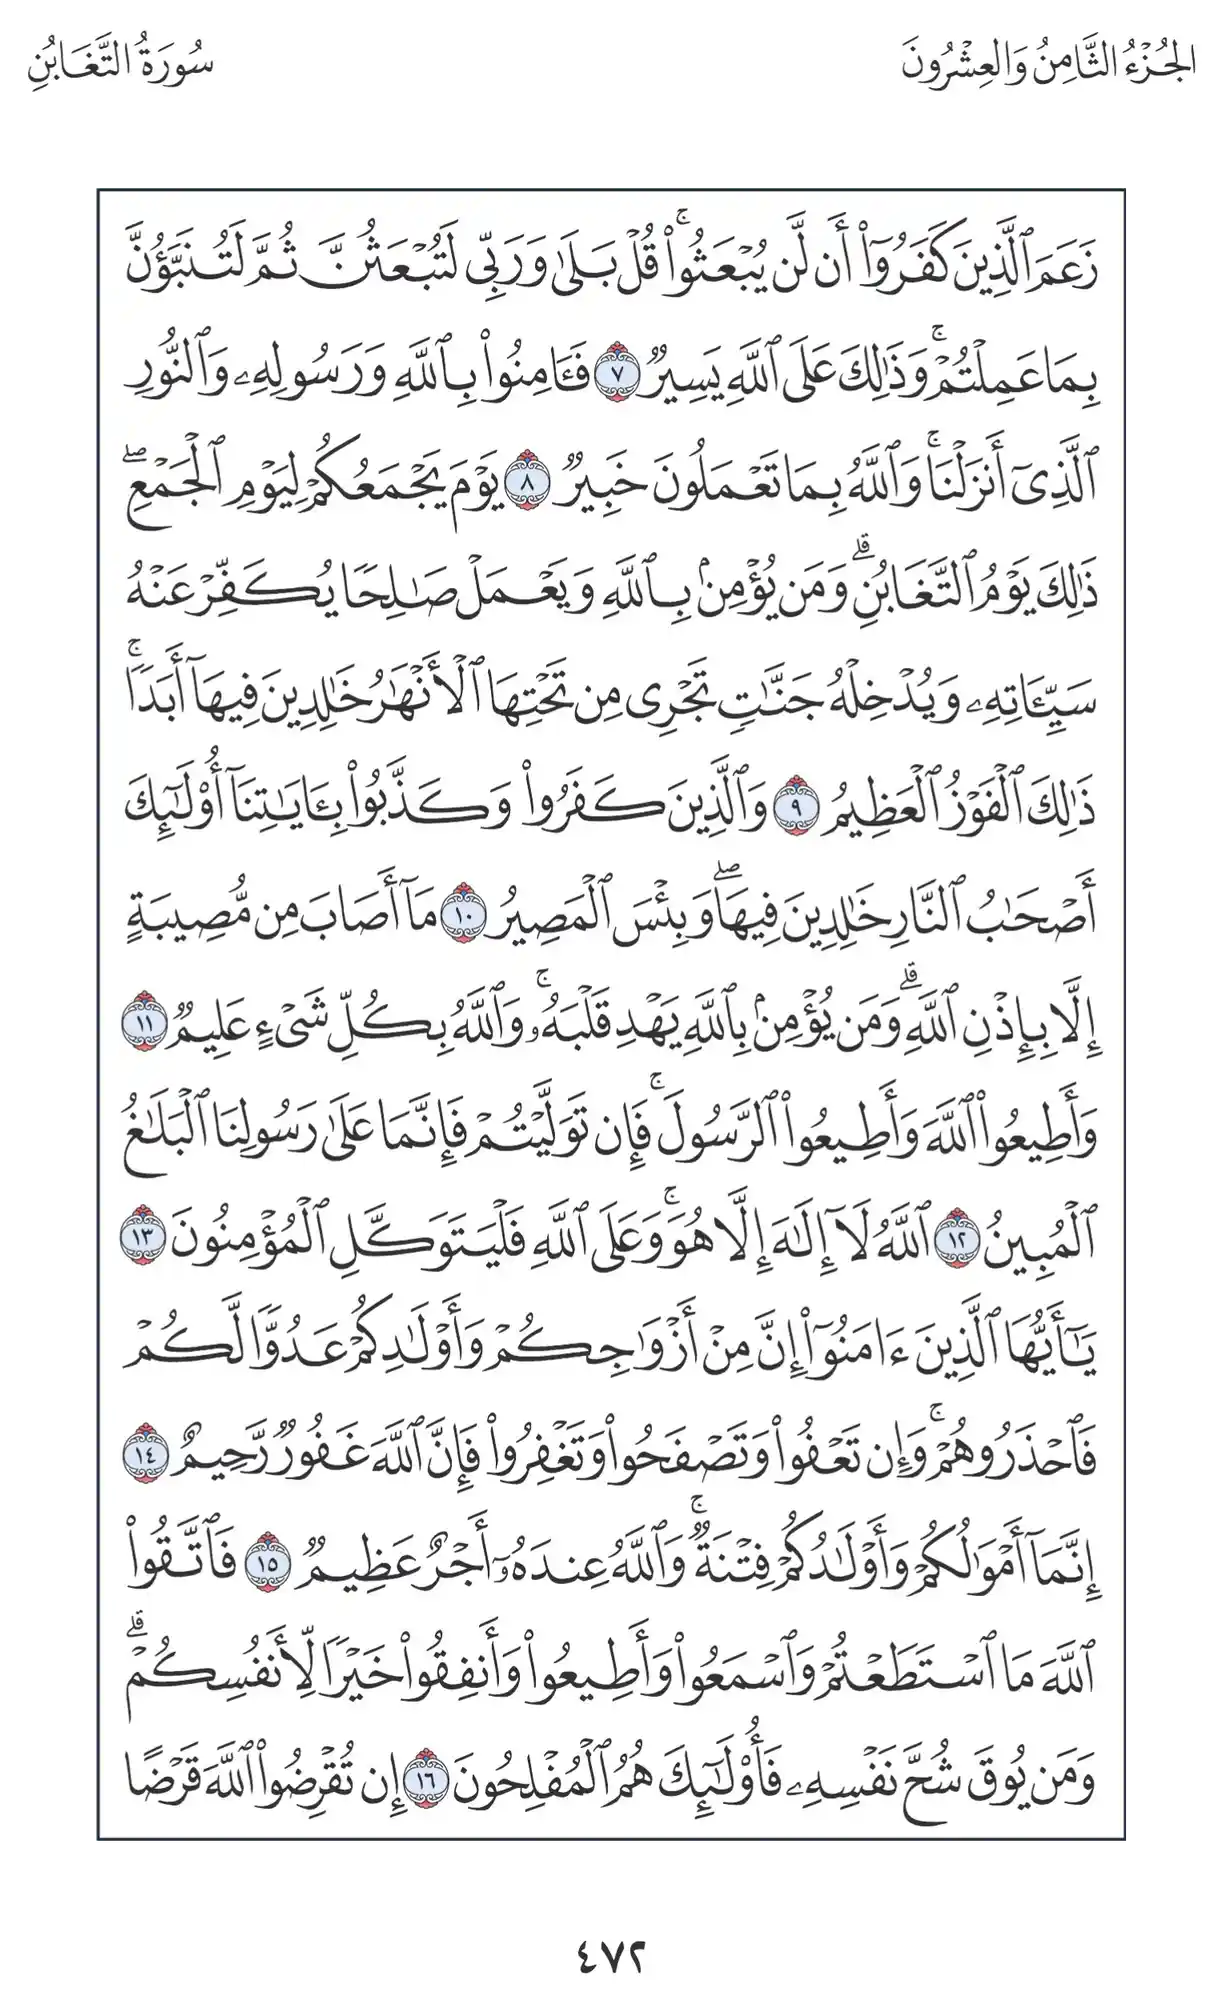 الجُزْءُ الثَّامِنُ وَالعِشْرُونَ
سُورَةُ التَّغَابُنِ
زَعَمَ ٱلَّذِينَ كَفَرُوٓا۟ أَن لَّن يُبْعَثُوا۟ ۚ قُلْ بَلَىٰ وَرَبِّى لَتُبْعَثُنَّ ثُمَّ لَتُنَبَّؤُنَّ
بِمَا عَمِلْتُمْ ۚ وَذَٰلِكَ عَلَى ٱللَّهِ يَسِيرٌ ٧ فَـَٔامِنُوا۟ بِٱللَّهِ وَرَسُولِهِۦ وَٱلنُّورِ
ٱلَّذِىٓ أَنزَلْنَا ۚ وَٱللَّهُ بِمَا تَعْمَلُونَ خَبِيرٌ ٨ يَوْمَ يَجْمَعُكُمْ لِيَوْمِ ٱلْجَمْعِ ۖ
ذَٰلِكَ يَوْمُ ٱلتَّغَابُنِ ۗ وَمَن يُؤْمِنۢ بِٱللَّهِ وَيَعْمَلْ صَـٰلِحًا يُكَفِّرْ عَنْهُ
سَيِّـَٔاتِهِۦ وَيُدْخِلْهُ جَنَّـٰتٍ تَجْرِى مِن تَحْتِهَا ٱلْأَنْهَـٰرُ خَـٰلِدِينَ فِيهَآ أَبَدًا ۚ
ذَٰلِكَ ٱلْفَوْزُ ٱلْعَظِيمُ ٩ وَٱلَّذِينَ كَفَرُوا۟ وَكَذَّبُوا۟ بِـَٔايَـٰتِنَآ أُو۟لَـٰٓئِكَ
أَصْحَـٰبُ ٱلنَّارِ خَـٰلِدِينَ فِيهَا ۖ وَبِئْسَ ٱلْمَصِيرُ ١٠ مَآ أَصَابَ مِن مُّصِيبَةٍ
إِلَّا بِإِذْنِ ٱللَّهِ ۗ وَمَن يُؤْمِنۢ بِٱللَّهِ يَهْدِ قَلْبَهُۥ ۚ وَٱللَّهُ بِكُلِّ شَىْءٍ عَلِيمٌ ١١
وَأَطِيعُوا۟ ٱللَّهَ وَأَطِيعُوا۟ ٱلرَّسُولَ ۚ فَإِن تَوَلَّيْتُمْ فَإِنَّمَا عَلَىٰ رَسُولِنَا ٱلْبَلَـٰغُ
ٱلْمُبِينُ ١٢ ٱللَّهُ لَآ إِلَـٰهَ إِلَّا هُوَ ۚ وَعَلَى ٱللَّهِ فَلْيَتَوَكَّلِ ٱلْمُؤْمِنُونَ ١٣
يَـٰٓأَيُّهَا ٱلَّذِينَ ءَامَنُوٓا۟ إِنَّ مِنْ أَزْوَٰجِكُمْ وَأَوْلَـٰدِكُمْ عَدُوًّا لَّكُمْ
فَٱحْذَرُوهُمْ ۚ وَإِن تَعْفُوا۟ وَتَصْفَحُوا۟ وَتَغْفِرُوا۟ فَإِنَّ ٱللَّهَ غَفُورٌ رَّحِيمٌ ١٤
إِنَّمَآ أَمْوَٰلُكُمْ وَأَوْلَـٰدُكُمْ فِتْنَةٌ ۚ وَٱللَّهُ عِندَهُۥٓ أَجْرٌ عَظِيمٌ ١٥ فَٱتَّقُوا۟
ٱللَّهَ مَا ٱسْتَطَعْتُمْ وَٱسْمَعُوا۟ وَأَطِيعُوا۟ وَأَنفِقُوا۟ خَيْرًا لِّأَنفُسِكُمْ ۗ
وَمَن يُوقَ شُحَّ نَفْسِهِۦ فَأُو۟لَـٰٓئِكَ هُمُ ٱلْمُفْلِحُونَ ١٦ إِن تُقْرِضُوا۟ ٱللَّهَ قَرْضًا
٤٧٢